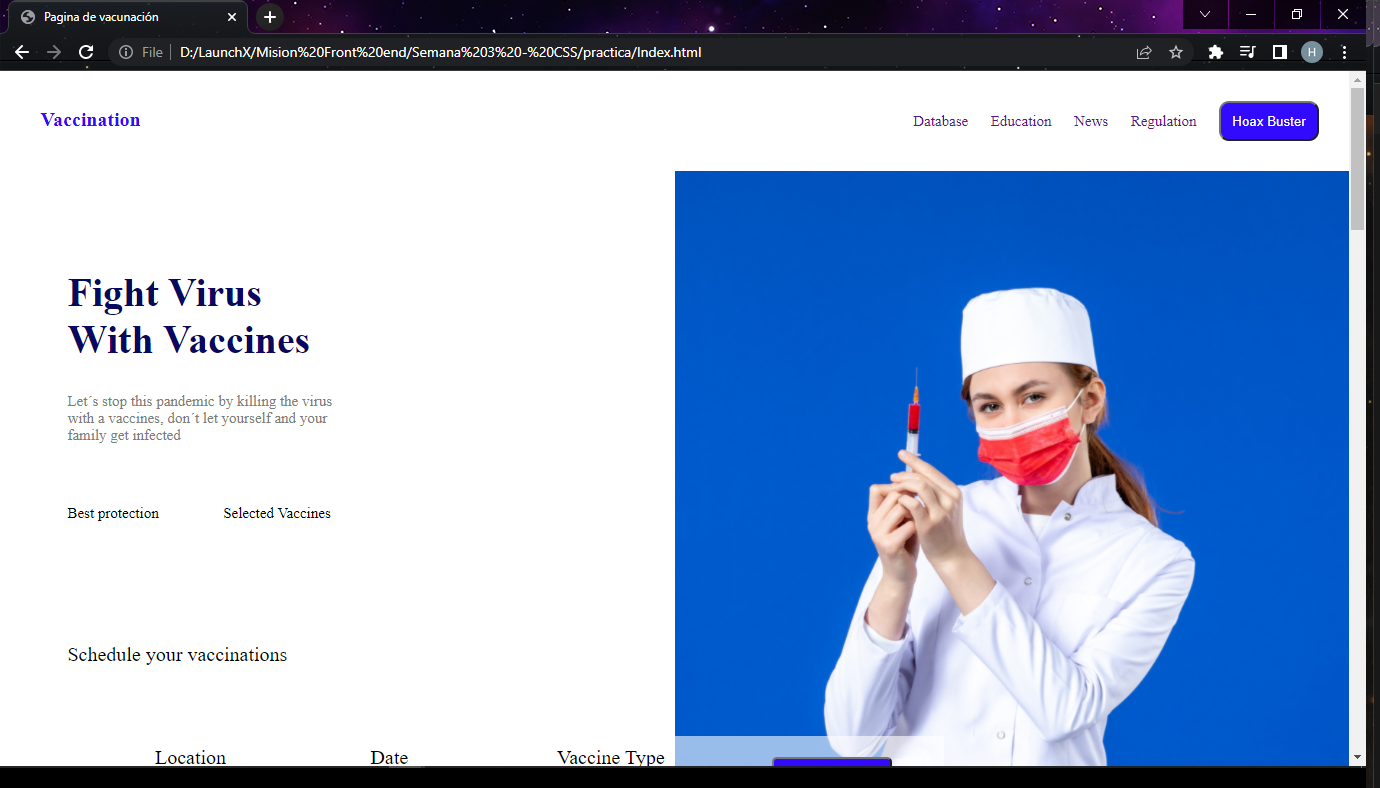 Pagina de vacunación
File
D:/LaunchX/Mision%20Front%20end/Semana%203%20-%20CSS/practica/Index.html
H
Vaccination
Database
Education
News
Regulation
Hoax Buster
Fight Virus
With Vaccines
Let´s stop this pandemic by killing the virus
with a vaccines, don´t let yourself and your
family get infected
Best protection
Selected Vaccines
Schedule your vaccinations
Location
Date
Vaccine Type